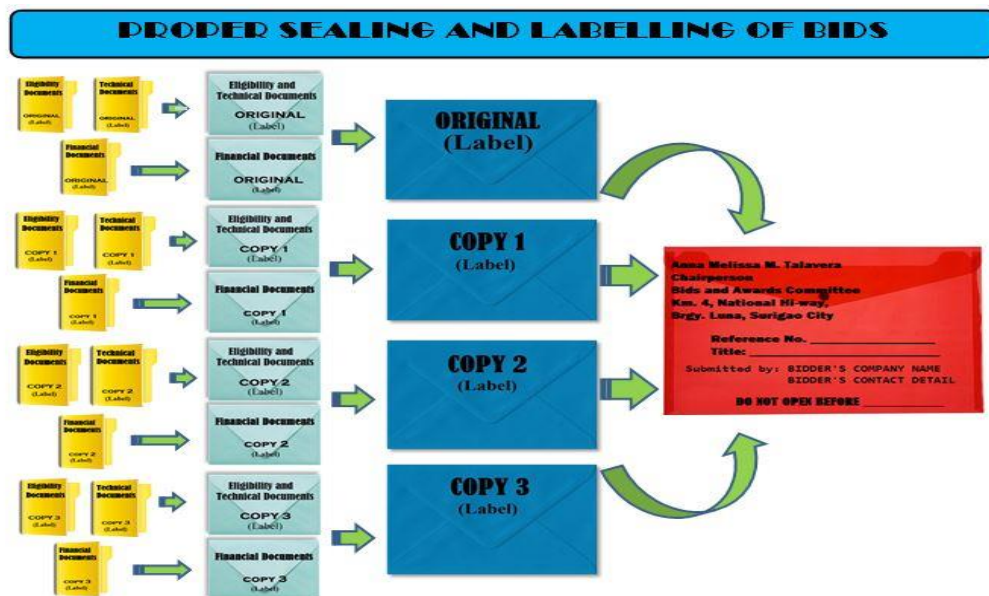 PROPER SEALING AND LABELLING OF BIDS
Eligibility
Documents
ORIGINAL
(Label)
Technical
Documents
ORIGINAL
(Label)
Eligibility and
Technical Documents
ORIGINAL
(Label)
Financial
Documents
ORIGINAL
(Label)
Financial Documents
ORIGINAL
(Label)
ORIGINAL
(Label)
Eligibility
Documents
COPY 1
(Label)
Technical
Documents
COPY 1
(Label)
Eligibility and
Technical Documents
COPY 1
(Label)
Financial
Documents
COPY 1
(Label)
Financial Documents
COPY 1
(Label)
COPY 1
(Label)
Eligibility
Documents
COPY 2
(Label)
Technical
Documents
COPY 2
(Label)
Eligibility and
Technical Documents
COPY 2
(Label)
Financial
Documents
COPY 2
(Label)
Financial Documents
COPY 2
(Label)
COPY 2
(Label)
Eligibility
Documents
COPY 3
(Label)
Technical
Documents
COPY 3
(Label)
Eligibility and
Technical Documents
COPY 3
(Label)
Financial
Documents
COPY 3
(Label)
Financial Documents
COPY 3
(Label)
COPY 3
(Label)
Anna Melissa M. Talavera
Chairperson
Bids and Awards Committee
Km. 4, National Hi-way,
Brgy. Luna, Surigao City
Reference No. ____________
Title: ____________________
Submitted by: BIDDER'S COMPANY NAME
BIDDER'S CONTACT DETAIL
DO NOT OPEN BEFORE ____________